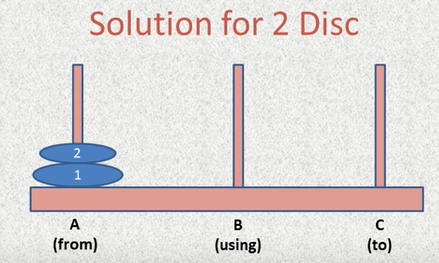 Solution for 2 Disc
2
1
A B C
(from) (using) (to)